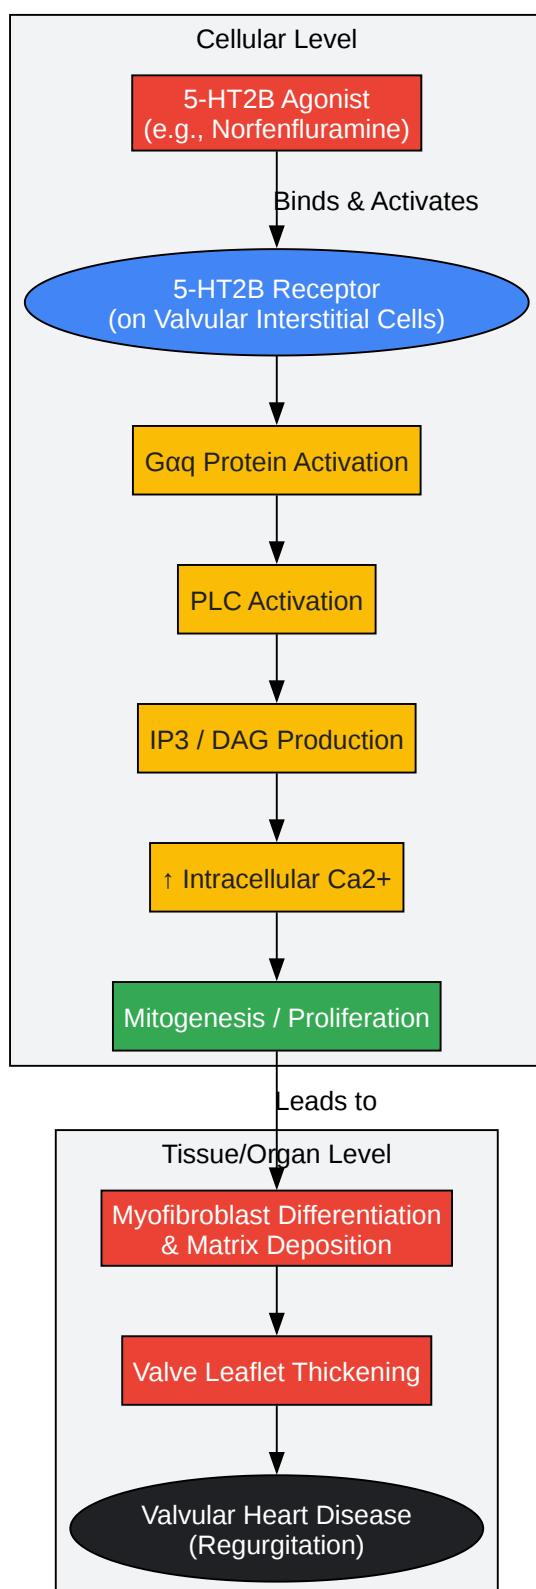 Cellular Level
5-HT2B Agonist
(e.g., Norfenfluramine)
Binds & Activates
5-HT2B Receptor
(on Valvular Interstitial Cells)
Gαq Protein Activation
PLC Activation
IP3 / DAG Production
↑ Intracellular Ca2+
Mitogenesis / Proliferation
Leads to
Tissue/Organ Level
Myofibroblast Differentiation
& Matrix Deposition
Valve Leaflet Thickening
Valvular Heart Disease
(Regurgitation)